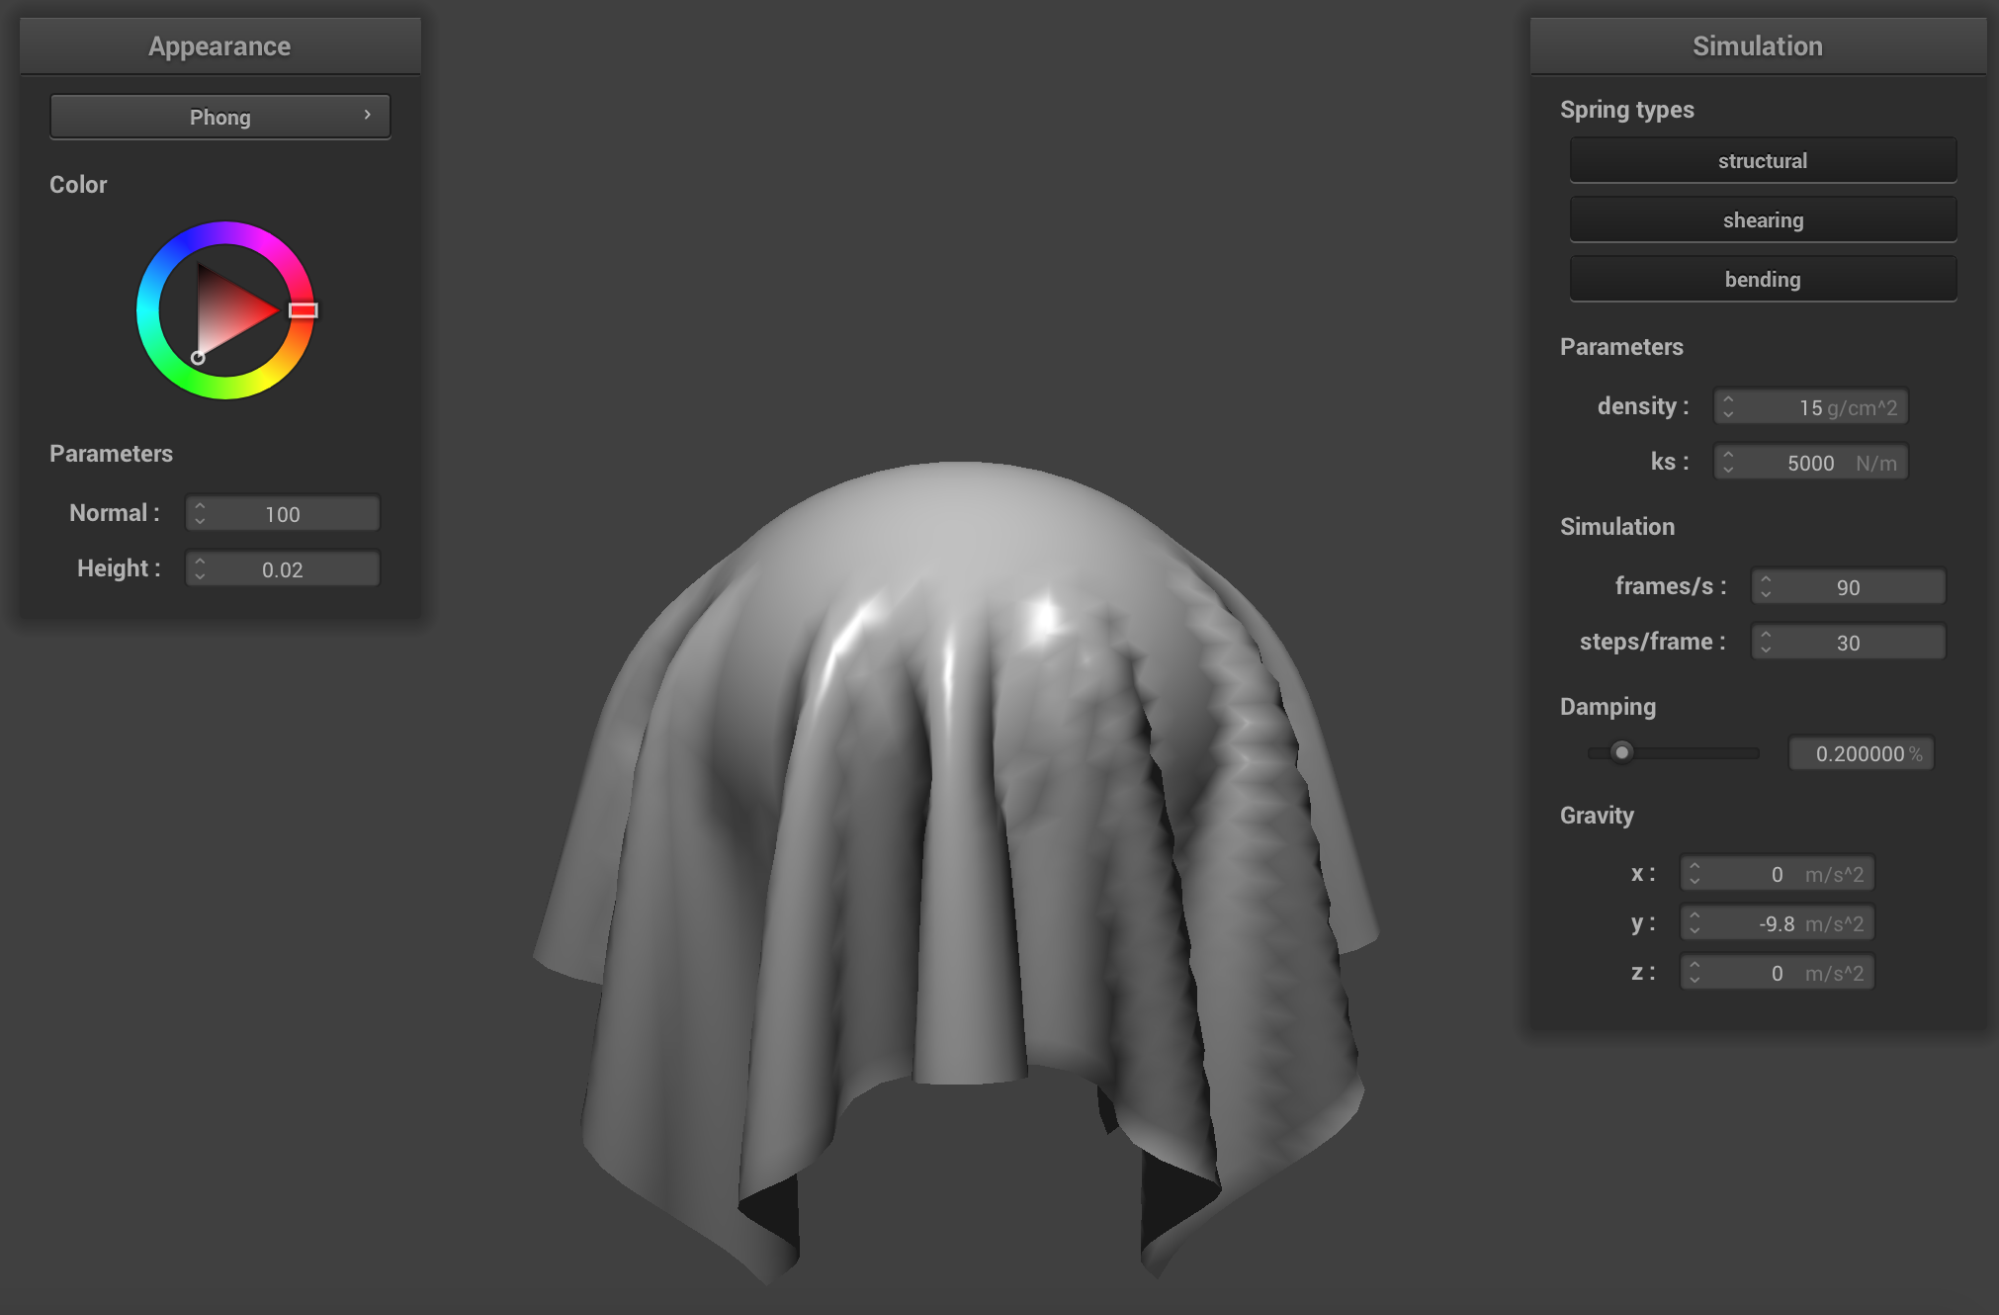 Appearance
Phong
Color
Parameters
Normal : 100
Height : 0.02
Simulation
Spring types
structural
shearing
bending
Parameters
density : 15 g/cm^2
ks : 5000 N/m
Simulation
frames/s : 90
steps/frame : 30
Damping
0.200000 %
Gravity
x : 0 m/s^2
y : -9.8 m/s^2
z : 0 m/s^2